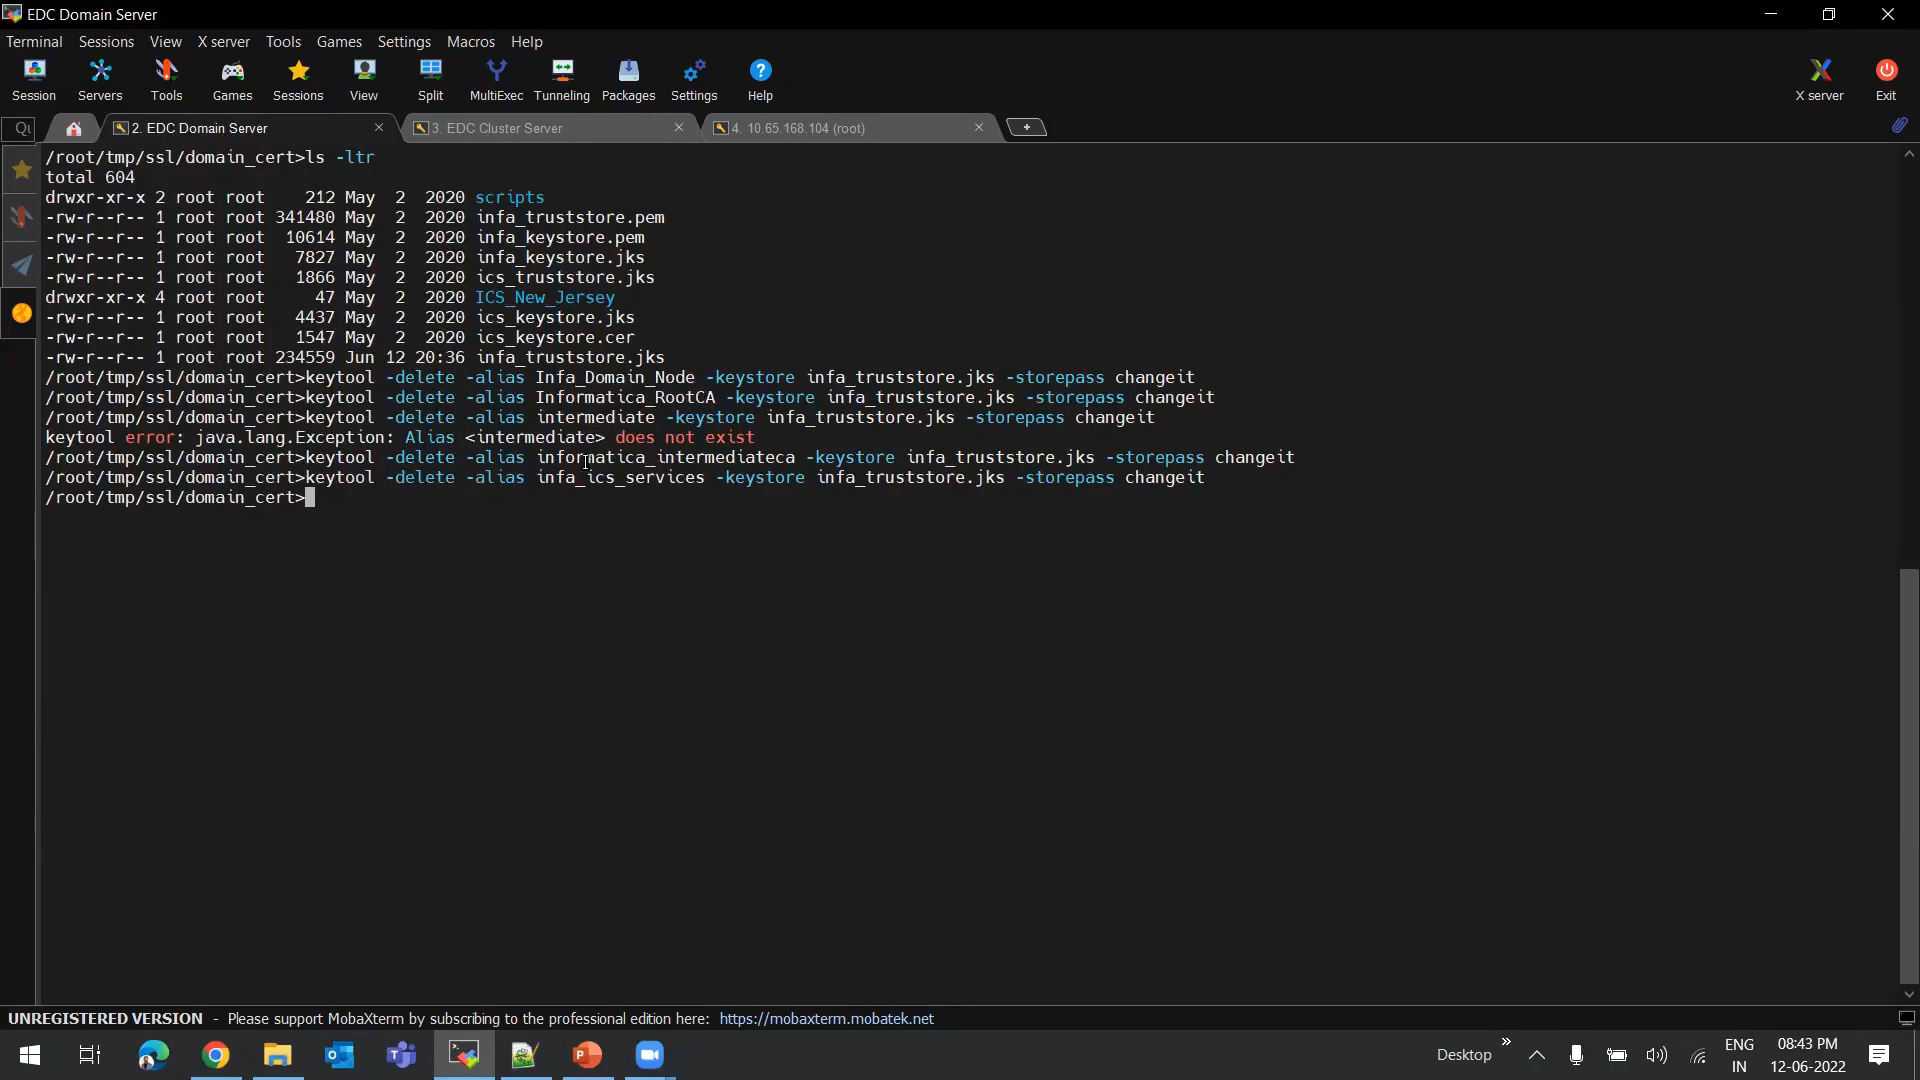 EDC Domain Server
Terminal Sessions View X server Tools Games Settings Macros Help
Session Servers Tools Games Sessions View Split MultiExec Tunneling Packages Settings Help X server Exit
2. EDC Domain Server 3. EDC Cluster Server 4. 10.65.168.104 (root)
/root/tmp/ssl/domain_cert>ls -ltr
total 604
drwxr-xr-x 2 root root 212 May 2 2020 scripts
-rw-r--r-- 1 root root 341480 May 2 2020 infa_truststore.pem
-rw-r--r-- 1 root root 10614 May 2 2020 infa_keystore.pem
-rw-r--r-- 1 root root 7827 May 2 2020 infa_keystore.jks
-rw-r--r-- 1 root root 1866 May 2 2020 ics_truststore.jks
drwxr-xr-x 4 root root 47 May 2 2020 ICS_New_Jersey
-rw-r--r-- 1 root root 4437 May 2 2020 ics_keystore.jks
-rw-r--r-- 1 root root 1547 May 2 2020 ics_keystore.cer
-rw-r--r-- 1 root root 234559 Jun 12 20:36 infa_truststore.jks
/root/tmp/ssl/domain_cert>keytool -delete -alias Infa_Domain_Node -keystore infa_truststore.jks -storepass changeit
/root/tmp/ssl/domain_cert>keytool -delete -alias Informatica_RootCA -keystore infa_truststore.jks -storepass changeit
/root/tmp/ssl/domain_cert>keytool -delete -alias intermediate -keystore infa_truststore.jks -storepass changeit
keytool error: java.lang.Exception: Alias <intermediate> does not exist
/root/tmp/ssl/domain_cert>keytool -delete -alias informatica_intermediateca -keystore infa_truststore.jks -storepass changeit
/root/tmp/ssl/domain_cert>keytool -delete -alias infa_ics_services -keystore infa_truststore.jks -storepass changeit
/root/tmp/ssl/domain_cert>
UNREGISTERED VERSION - Please support MobaXterm by subscribing to the professional edition here: https://mobaxterm.mobatek.net
Desktop ENG 08:43 PM
IN 12-06-2022